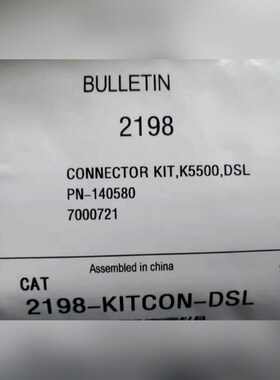 BULLETIN
2198
CONNECTOR KIT,K5500,DSL
PN-140580
7000721
Assembled in china
CAT
2198-KITCON-DSL